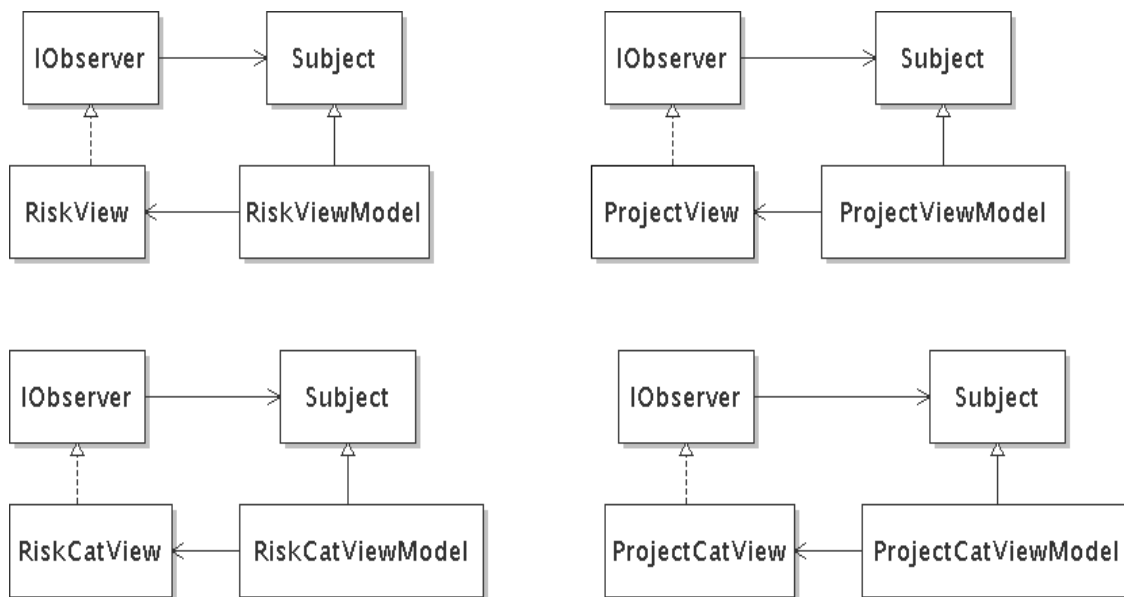 IObserver
Subject
RiskView
RiskViewModel
IObserver
Subject
ProjectView
ProjectViewModel
IObserver
Subject
RiskCatView
RiskCatViewModel
IObserver
Subject
ProjectCatView
ProjectCatViewModel